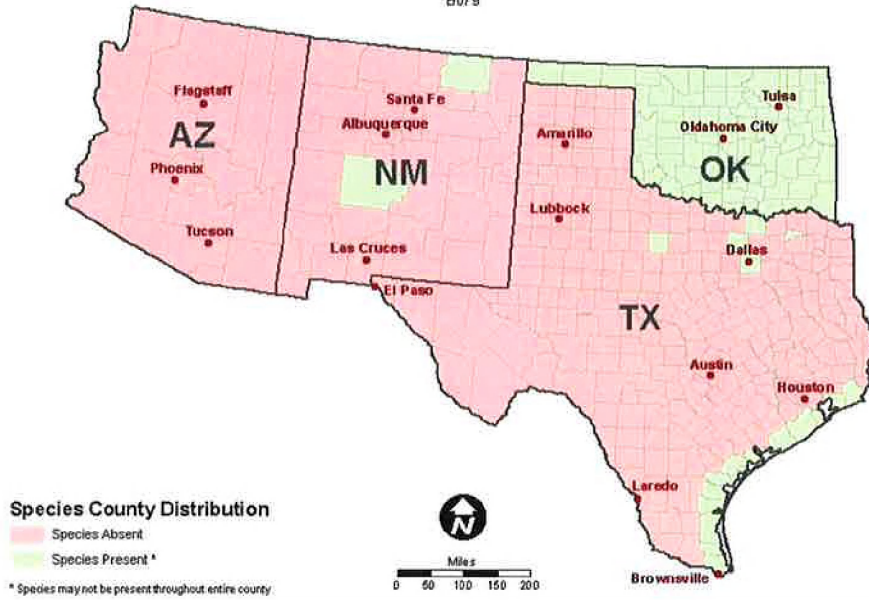 Flagstaff
AZ
Phoenix
Tucson
Santa Fe
Albuquerque
NM
Las Cruces
El Paso
Amarillo
Lubbock
Tulsa
Oklahoma City
OK
Dallas
TX
Austin
Houston
Laredo
Brownsville
Species County Distribution
Species Absent
Species Present *
* Species may not be present throughout entire county
N
Miles
0 50 100 150 200